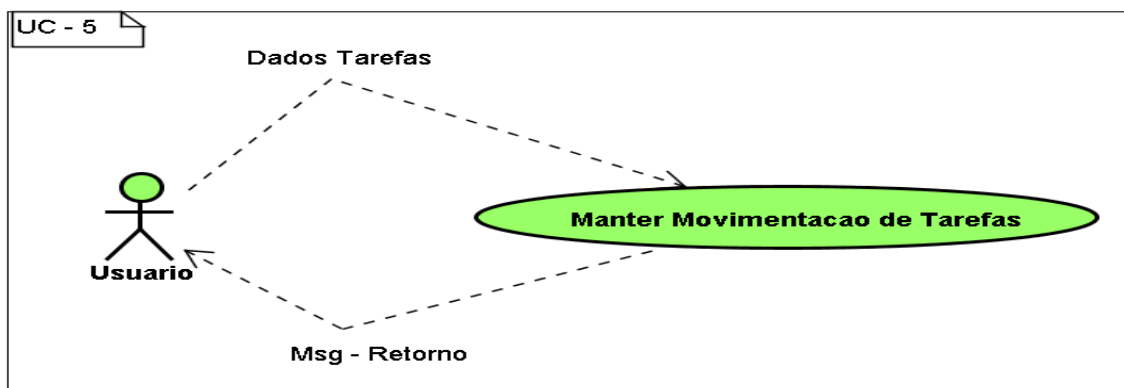 UC - 5
Dados Tarefas
Manter Movimentacao de Tarefas
Usuario
Msg - Retorno